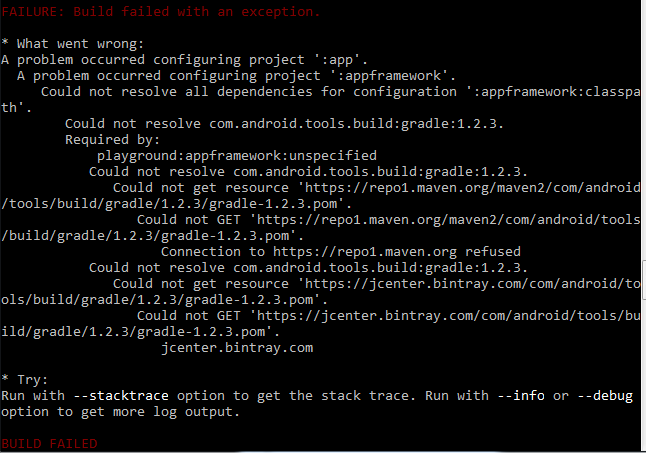 FAILURE: Build failed with an exception.
* What went wrong:
A problem occurred configuring project ':app'.
A problem occurred configuring project ':appframework'.
Could not resolve all dependencies for configuration ':appframework:classpa
th'.
Could not resolve com.android.tools.build:gradle:1.2.3.
Required by:
playground:appframework:unspecified
Could not resolve com.android.tools.build:gradle:1.2.3.
Could not get resource 'https://repo1.maven.org/maven2/com/android
/tools/build/gradle/1.2.3/gradle-1.2.3.pom'.
Could not GET 'https://repo1.maven.org/maven2/com/android/tools
/build/gradle/1.2.3/gradle-1.2.3.pom'.
Connection to https://repo1.maven.org refused
Could not resolve com.android.tools.build:gradle:1.2.3.
Could not get resource 'https://jcenter.bintray.com/com/android/to
ols/build/gradle/1.2.3/gradle-1.2.3.pom'.
Could not GET 'https://jcenter.bintray.com/com/android/tools/bu
ild/gradle/1.2.3/gradle-1.2.3.pom'.
jcenter.bintray.com
* Try:
Run with --stacktrace option to get the stack trace. Run with --info or --debug
option to get more log output.
BUILD FAILED